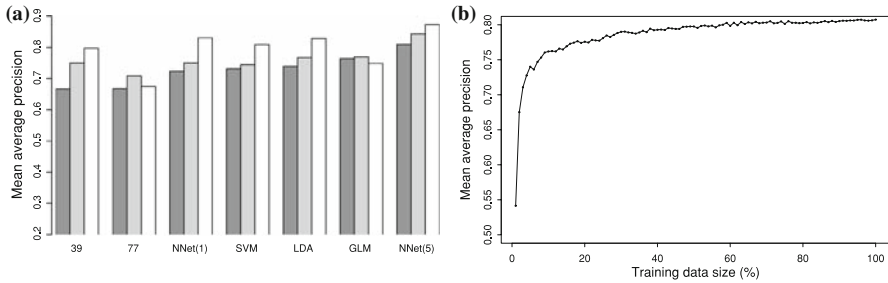 (a)
Mean average precision
0.9
0.8
0.7
0.6
0.5
0.4
0.3
0.2
39 77 NNet(1) SVM LDA GLM NNet(5)
(b)
Mean average precision
0.80
0.75
0.70
0.65
0.60
0.55
0.50
0 20 40 60 80 100
Training data size (%)